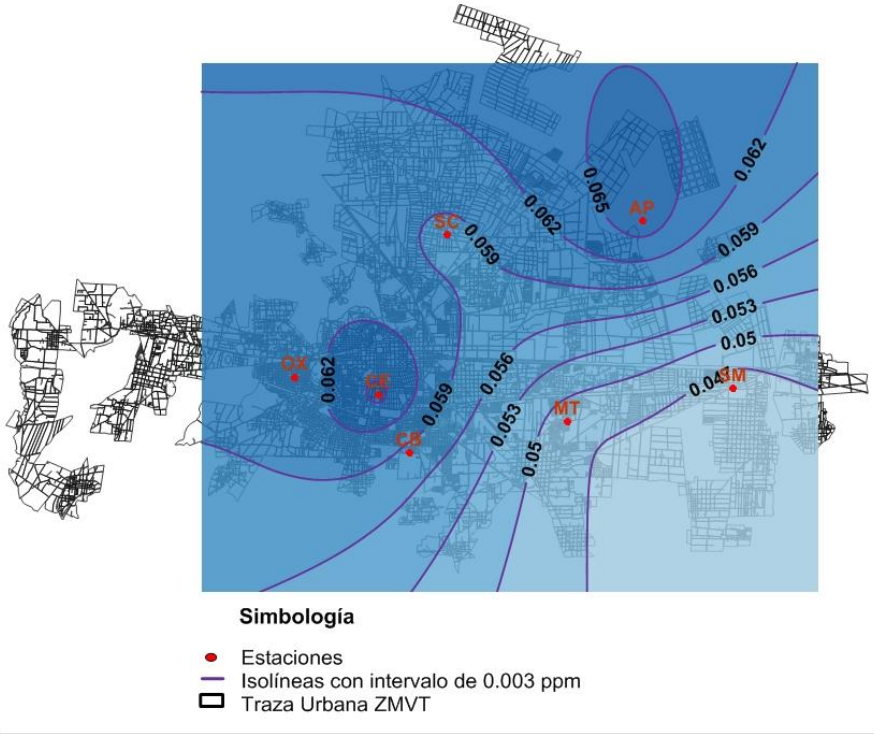 0.062
0.065
AP
0.062
SC
0.059
0.059
0.056
0.053
0.05
OX
0.062
CE
0.059
0.056
0.04
SM
MT
CB
0.053
0.05
Simbología
Estaciones
Isolíneas con intervalo de 0.003 ppm
Traza Urbana ZMVT